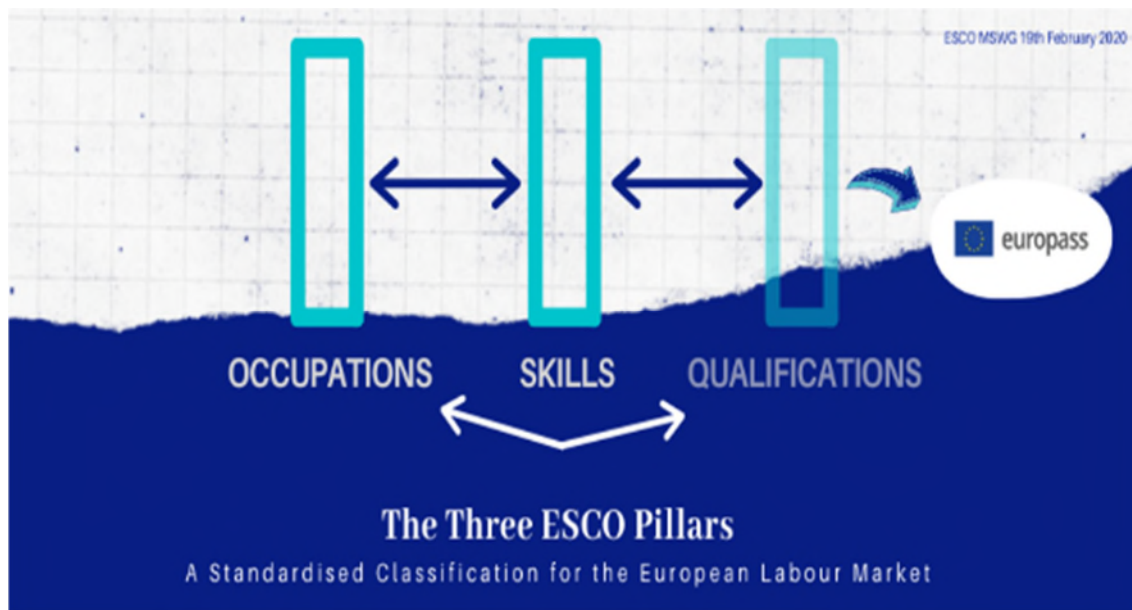 ESCO MSWG 19th February 2020
europass
OCCUPATIONS SKILLS QUALIFICATIONS
The Three ESCO Pillars
A Standardised Classification for the European Labour Market